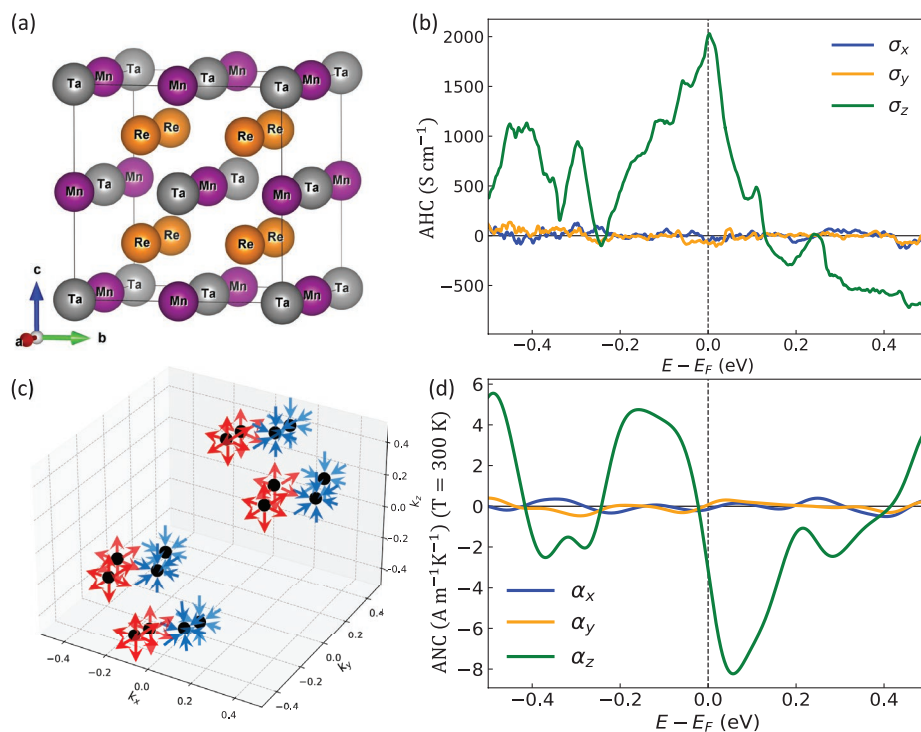 (a)
Ta Mn Ta Mn Ta Mn Ta Mn
Re Re Re Re
Mn Ta Mn Ta Mn Ta Mn Ta Mn
Re Re Re Re
Ta Mn Ta Mn Ta Mn Ta Mn Ta
c
a b
(b)
2000
1500
1000
500
0
−500
AHC (S cm⁻¹)
σx
σy
σz
−0.4 −0.2 0.0 0.2 0.4
E − EF (eV)
(c)
0.4
0.2
0.0
−0.2
−0.4
kz
−0.4 −0.2 0.0 0.2 0.4
kx
−0.4 −0.2 0.0 0.2 0.4
ky
(d)
6
4
2
0
−2
−4
−6
−8
ANC (A m⁻¹K⁻¹) (T = 300 K)
αx
αy
αz
−0.4 −0.2 0.0 0.2 0.4
E − EF (eV)